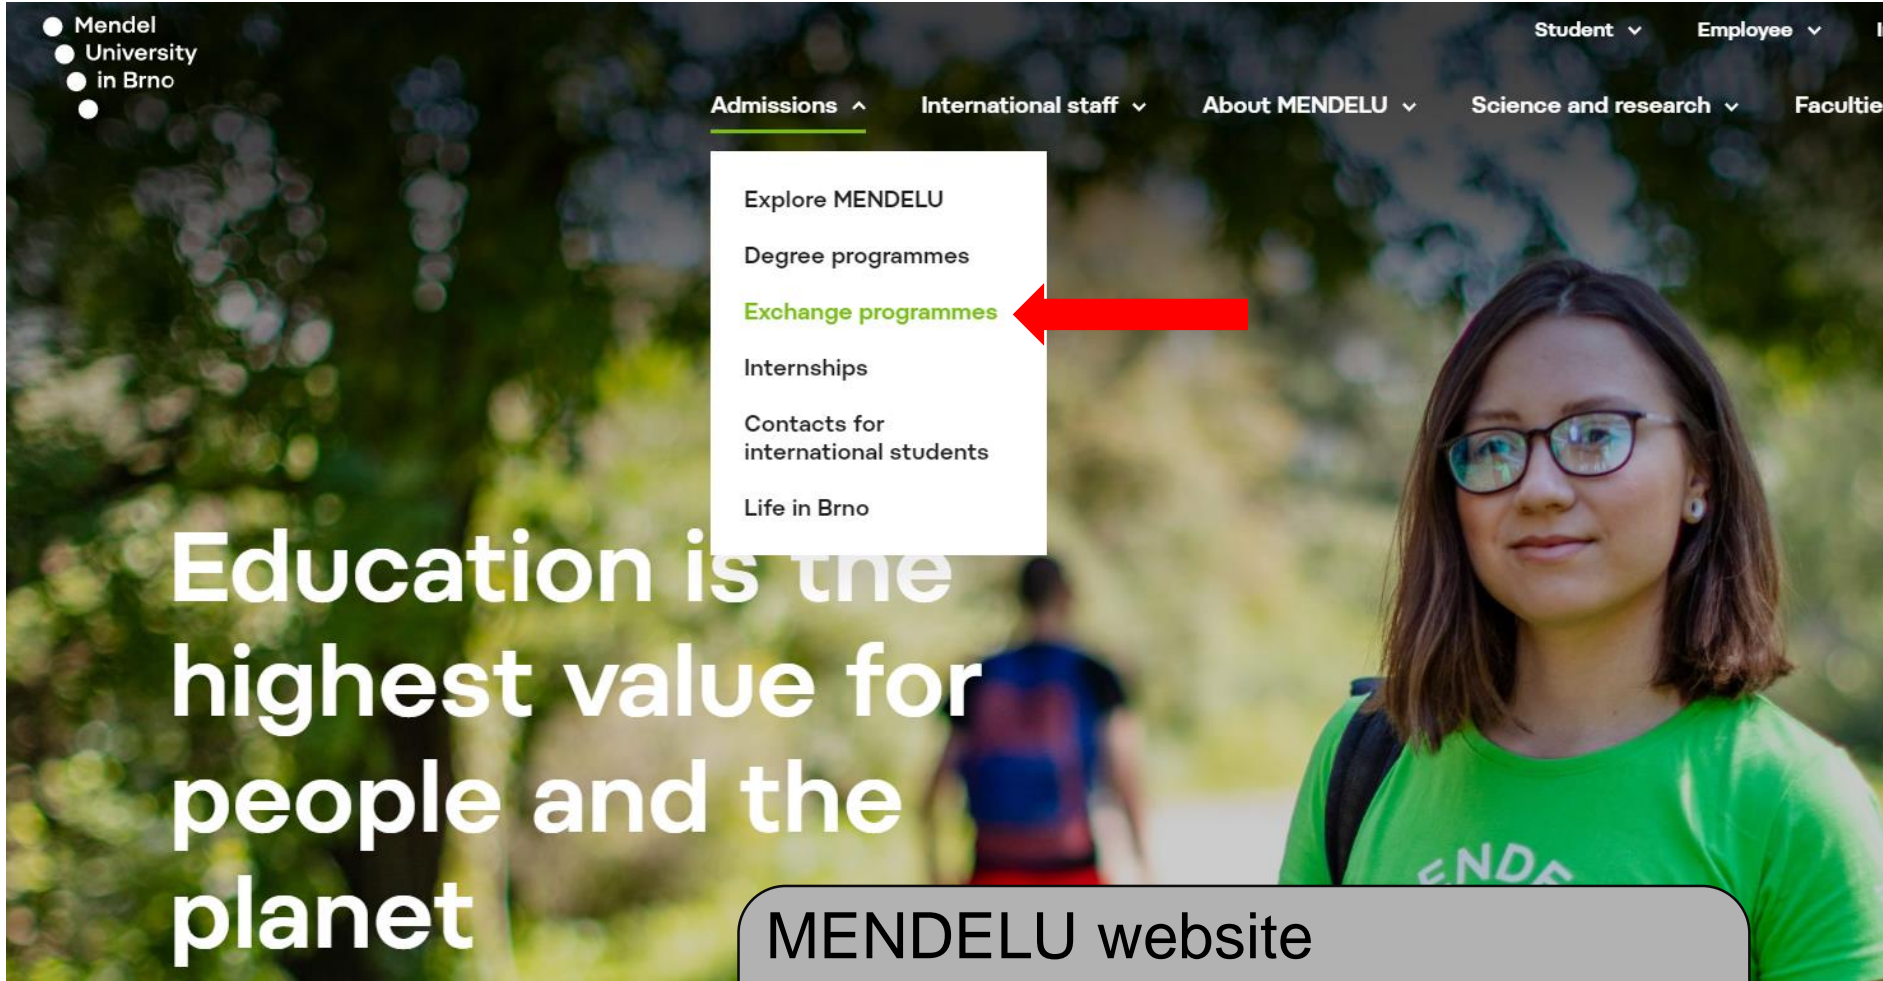 Mendel
University
in Brno
Student
Employee
Admissions
International staff
About MENDELU
Science and research
Facultie
Explore MENDELU
Degree programmes
Exchange programmes
Internships
Contacts for
international students
Life in Brno
Education is the
highest value for
people and the
planet
ENDE
MENDELU website